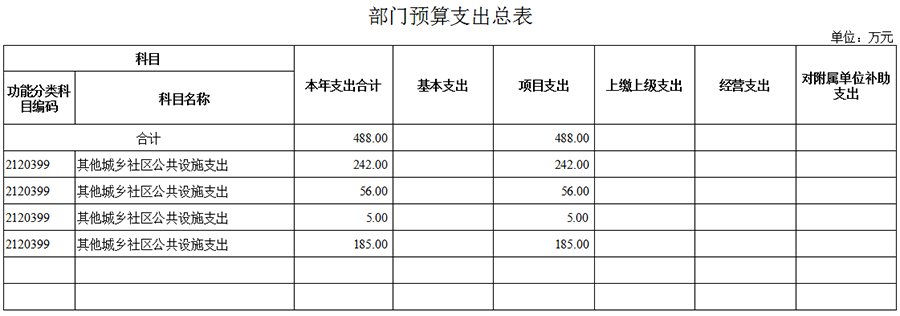 部门预算支出总表
单位：万元
科目 本年支出合计 基本支出 项目支出 上缴上级支出 经营支出 对附属单位补助支出
功能分类科目编码 科目名称
合计 488.00 488.00
2120399 其他城乡社区公共设施支出 242.00 242.00
2120399 其他城乡社区公共设施支出 56.00 56.00
2120399 其他城乡社区公共设施支出 5.00 5.00
2120399 其他城乡社区公共设施支出 185.00 185.00